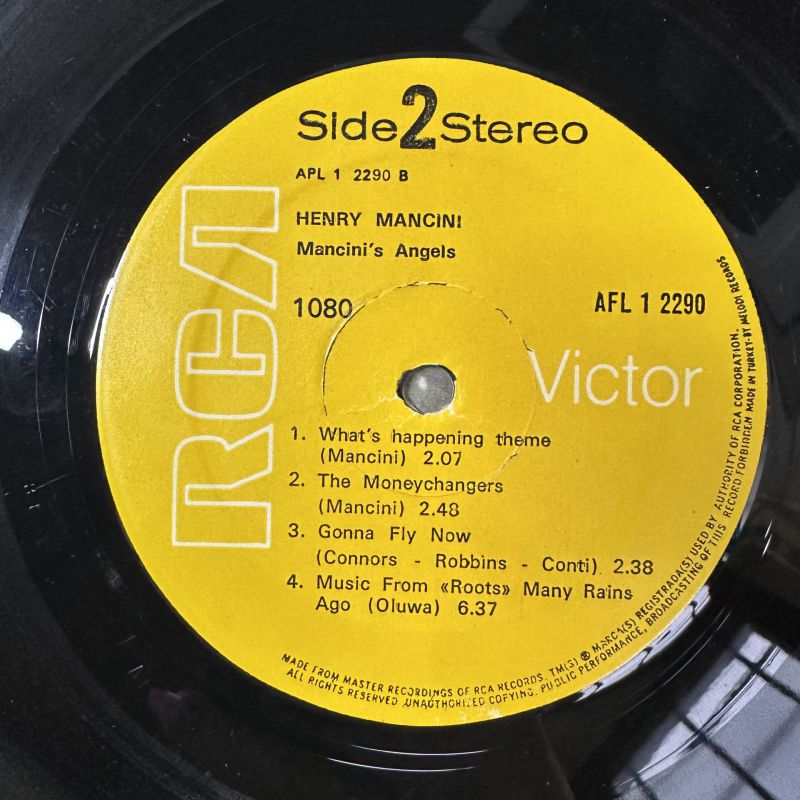 Side 2 Stereo
APL 1 2290 B
HENRY MANCINI
Mancini's Angels
1080
AFL 1 2290
RCA
Victor
1. What's happening theme
(Mancini) 2.07
2. The Moneychangers
(Mancini) 2.48
3. Gonna Fly Now
(Connors - Robbins - Conti) 2.38
4. Music From «Roots» Many Rains
Ago (Oluwa) 6.37
MADE FROM MASTER RECORDINGS OF RCA RECORDS. TM(S) ® MARCA(S) REGISTRADA(S) USED BY AUTHORITY OF RCA CORPORATION.
ALL RIGHTS RESERVED .UNAUTHORIZED COPYING. PUBLIC PERFORMANCE, BROADCASTING OF THIS RECORD FORBIDDEN MADE IN TURKEY-BY MELODI RECORDS